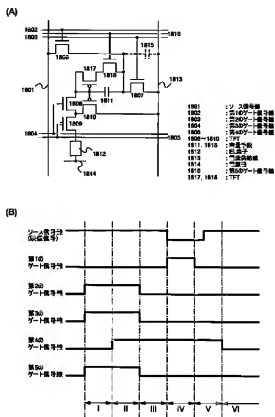 (A)
1802
1804
1803
1815
1816
1806
1817
1818
1801
1813
1808
1811
1807
1810
1804
1809
1805
1812
1814
1801 :ソース信号線
1802 :第1のゲート信号線
1803 :第2のゲート信号線
1804 :第3のゲート信号線
1805 :第4のゲート信号線
1806~1810 :TFT
1811, 1815 :容量手段
1812 :EL素子
1813 :電流供給線
1814 :電源線
1816 :第5のゲート信号線
1817, 1818 :TFT
(B)
ソース信号線
(映像信号)
第1の
ゲート信号線
第2の
ゲート信号線
第3の
ゲート信号線
第4の
ゲート信号線
第5の
ゲート信号線
I II III IV V VI